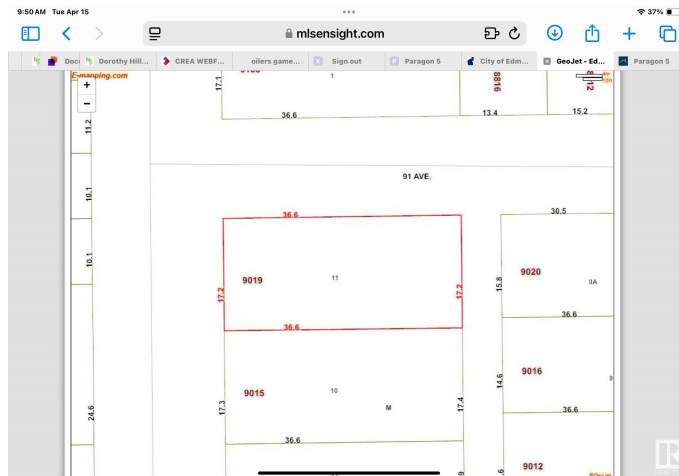 9:50 AM Tue Apr 15
37%
mlsensight.com
Dorothy Hill...
CREA WEBF...
oilers game...
Sign out
Paragon 5
City of Edm...
GeoJet - Ed...
Paragon 5
E-mapping.com
+
−
17.1
1
8816
36.6
13.4
15.2
11.2
91 AVE.
10.1
36.6
30.5
10.1
9019
11
17.2
17.2
15.8
9020
9A
36.6
36.6
9016
9
14.6
9015
10
M
17.3
17.4
24.6
36.6
36.6
9012